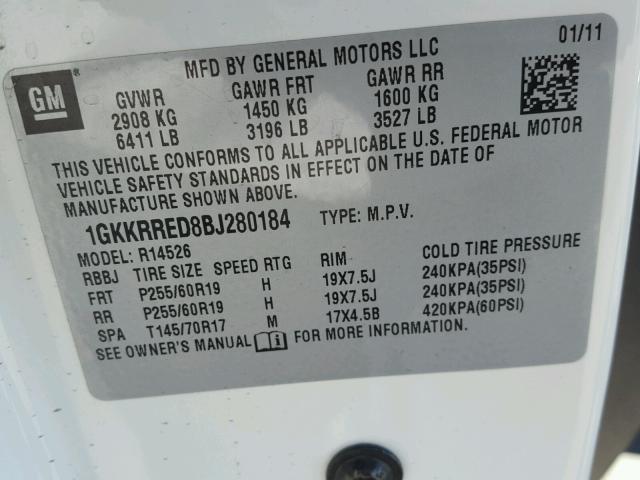 MFD BY GENERAL MOTORS LLC 01/11
GM
®
GVWR GAWR FRT GAWR RR
2908 KG 1450 KG 1600 KG
6411 LB 3196 LB 3527 LB
THIS VEHICLE CONFORMS TO ALL APPLICABLE U.S. FEDERAL MOTOR
VEHICLE SAFETY STANDARDS IN EFFECT ON THE DATE OF
MANUFACTURE SHOWN ABOVE.
1GKKRRED8BJ280184 TYPE: M.P.V.
MODEL: R14526
RBBJ TIRE SIZE SPEED RTG RIM COLD TIRE PRESSURE
FRT P255/60R19 H 19X7.5J 240KPA(35PSI)
RR P255/60R19 H 19X7.5J 240KPA(35PSI)
SPA T145/70R17 M 17X4.5B 420KPA(60PSI)
SEE OWNER'S MANUAL FOR MORE INFORMATION.